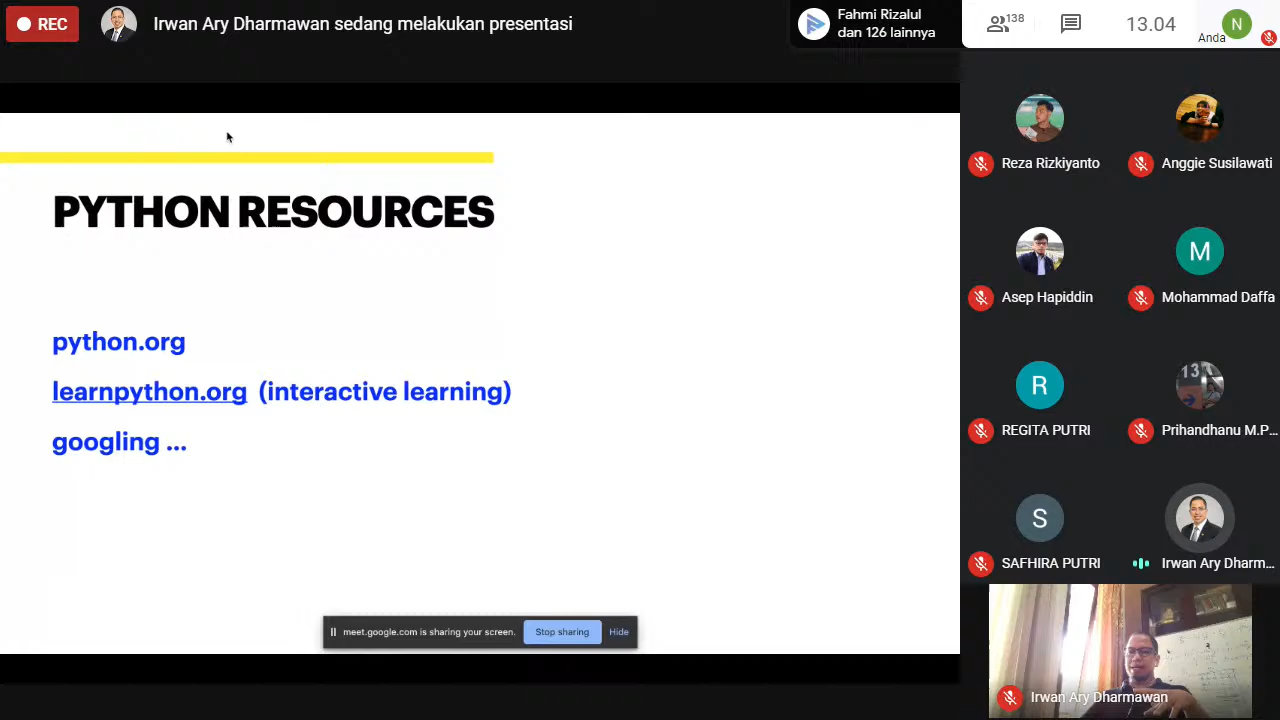 REC
Irwan Ary Dharmawan sedang melakukan presentasi
Fahmi Rizalul
dan 126 lainnya
138
13.04
Anda
N
PYTHON RESOURCES
python.org
learnpython.org (interactive learning)
googling ...
meet.google.com is sharing your screen.
Stop sharing
Hide
Reza Rizkiyanto
Anggie Susilawati
Asep Hapiddin
M
Mohammad Daffa
R
REGITA PUTRI
13
Prihandhanu M.P...
S
SAFHIRA PUTRI
Irwan Ary Dharm...
Irwan Ary Dharmawan